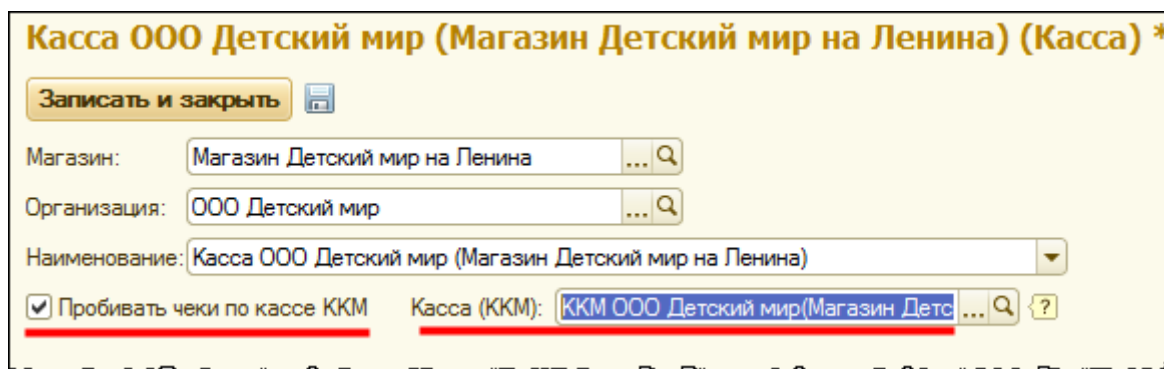 Касса ООО Детский мир (Магазин Детский мир на Ленина) (Касса) *
Записать и закрыть
Магазин: Магазин Детский мир на Ленина ...
Организация: ООО Детский мир ...
Наименование: Касса ООО Детский мир (Магазин Детский мир на Ленина)
Пробивать чеки по кассе ККМ Касса (ККМ): ККМ ООО Детский мир(Магазин Детс ... ?